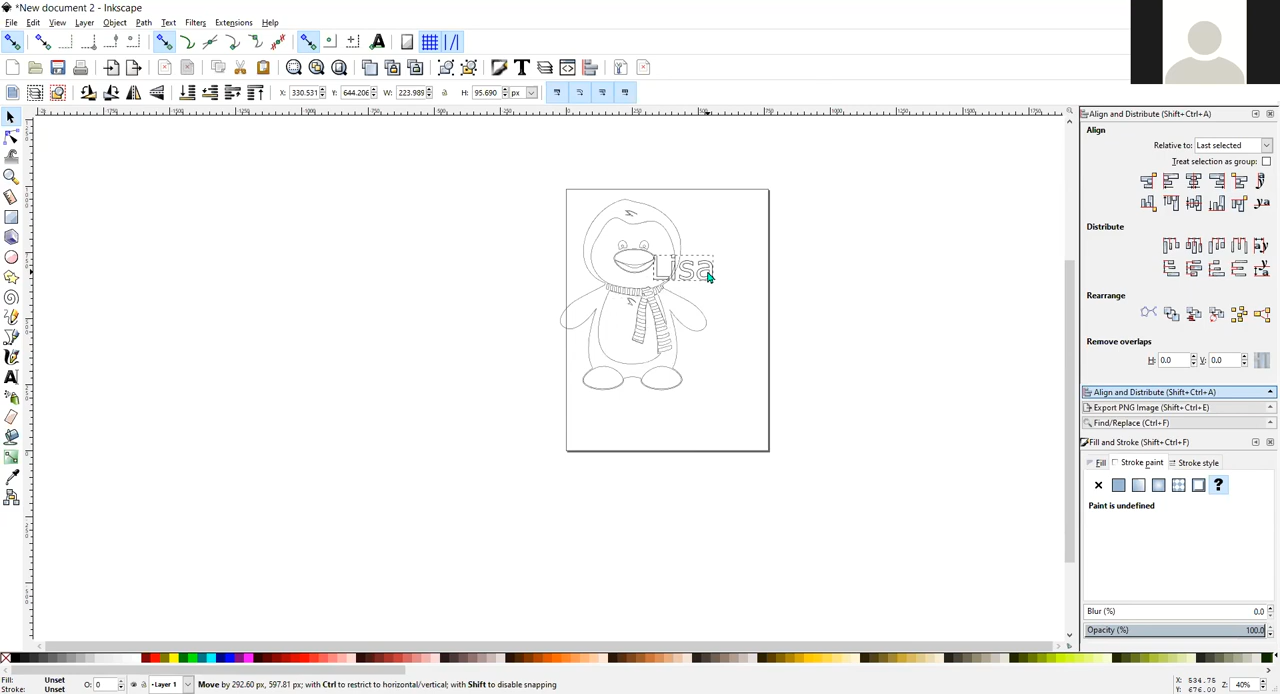 *New document 2 - Inkscape
File Edit View Layer Object Path Text Filters Extensions Help
X: 330.531 Y: 644.206 W: 223.989 H: 95.690 px
Align and Distribute (Shift+Ctrl+A)
Align
Relative to: Last selected
Treat selection as group:
Distribute
Rearrange
Remove overlaps
H: 0.0 V: 0.0
Align and Distribute (Shift+Ctrl+A)
Export PNG Image (Shift+Ctrl+E)
Find/Replace (Ctrl+F)
Fill and Stroke (Shift+Ctrl+F)
Fill Stroke paint Stroke style
?
Paint is undefined
Blur (%) 0.0
Opacity (%) 100.0
Lisa
Fill: Unset
Stroke: Unset
O: 0
Layer 1
Move by 292.60 px, 597.81 px; with Ctrl to restrict to horizontal/vertical; with Shift to disable snapping
X: 534.75
Y: 676.00
Z: 40%